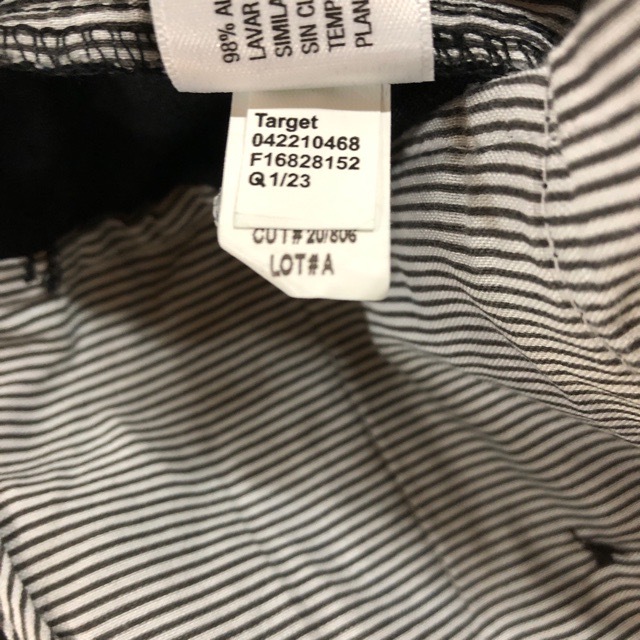 98% AL
LAVAR
SIMILA
SIN CL
TEMP
PLAN
Target
042210468
F16828152
Q 1/23
CUT# 20/806
LOT#A